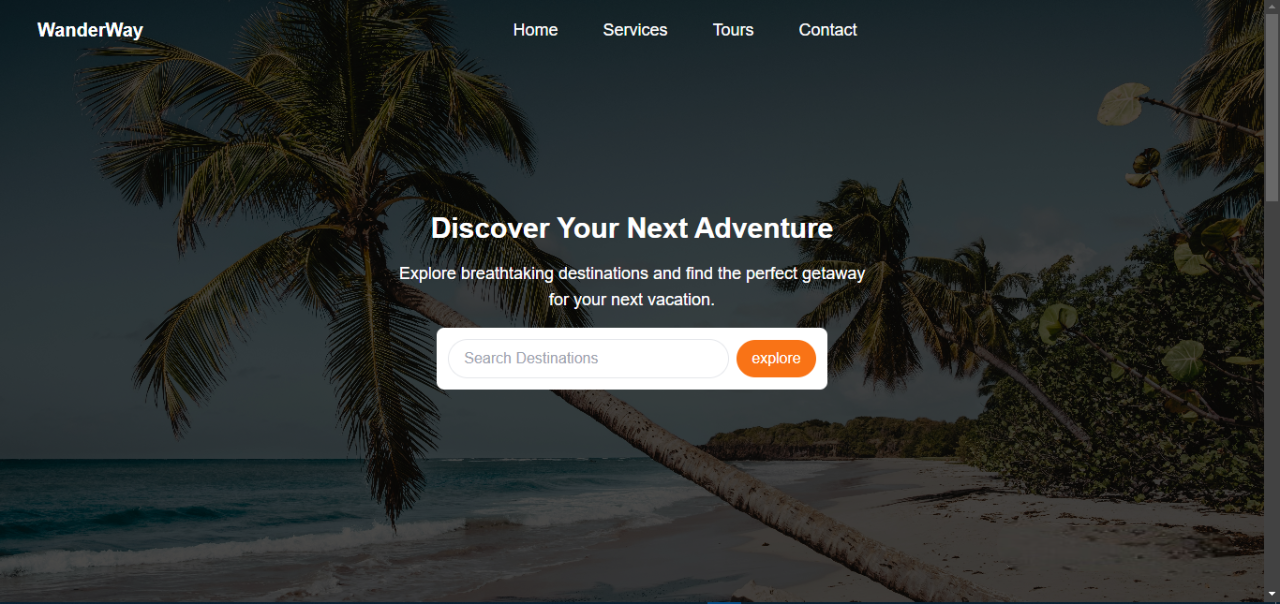 WanderWay
Home
Services
Tours
Contact
Discover Your Next Adventure
Explore breathtaking destinations and find the perfect getaway
for your next vacation.
Search Destinations
explore